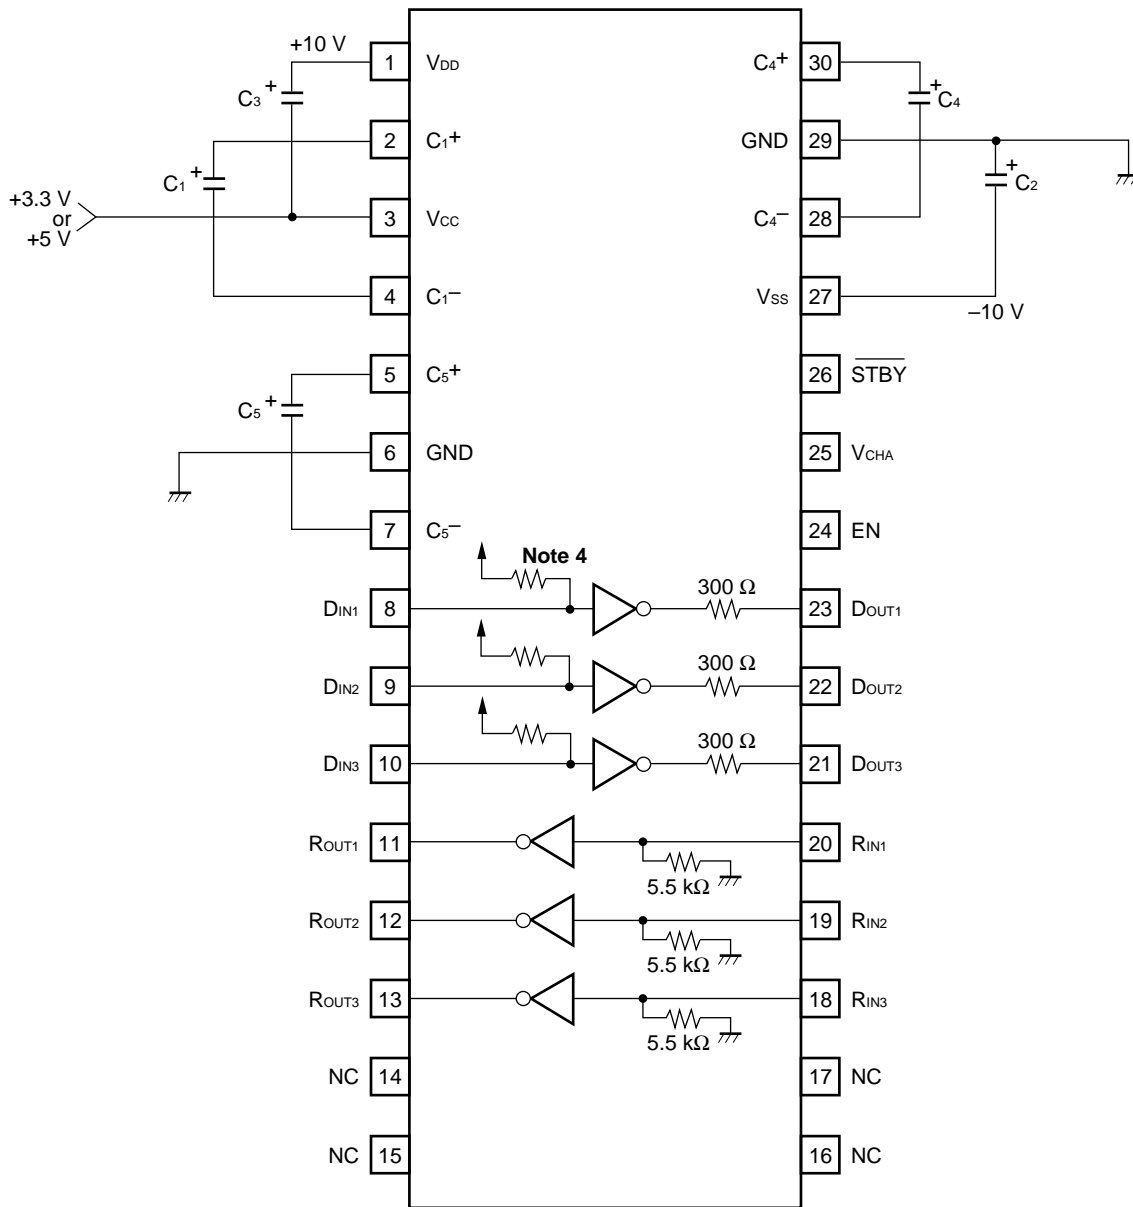 +10 V
1 VDD
C4+ 30
C3 +
+ C4
2 C1+
GND 29
C1 +
+ C2
+3.3 V
or
+5 V
3 VCC
C4– 28
4 C1–
VSS 27
–10 V
5 C5+
26 STBY
C5 +
6 GND
25 VCHA
7 C5–
24 EN
Note 4
300 Ω
DIN1 8
23 DOUT1
300 Ω
DIN2 9
22 DOUT2
300 Ω
DIN3 10
21 DOUT3
ROUT1 11
20 RIN1
5.5 kΩ
ROUT2 12
19 RIN2
5.5 kΩ
ROUT3 13
18 RIN3
5.5 kΩ
NC 14
17 NC
NC 15
16 NC